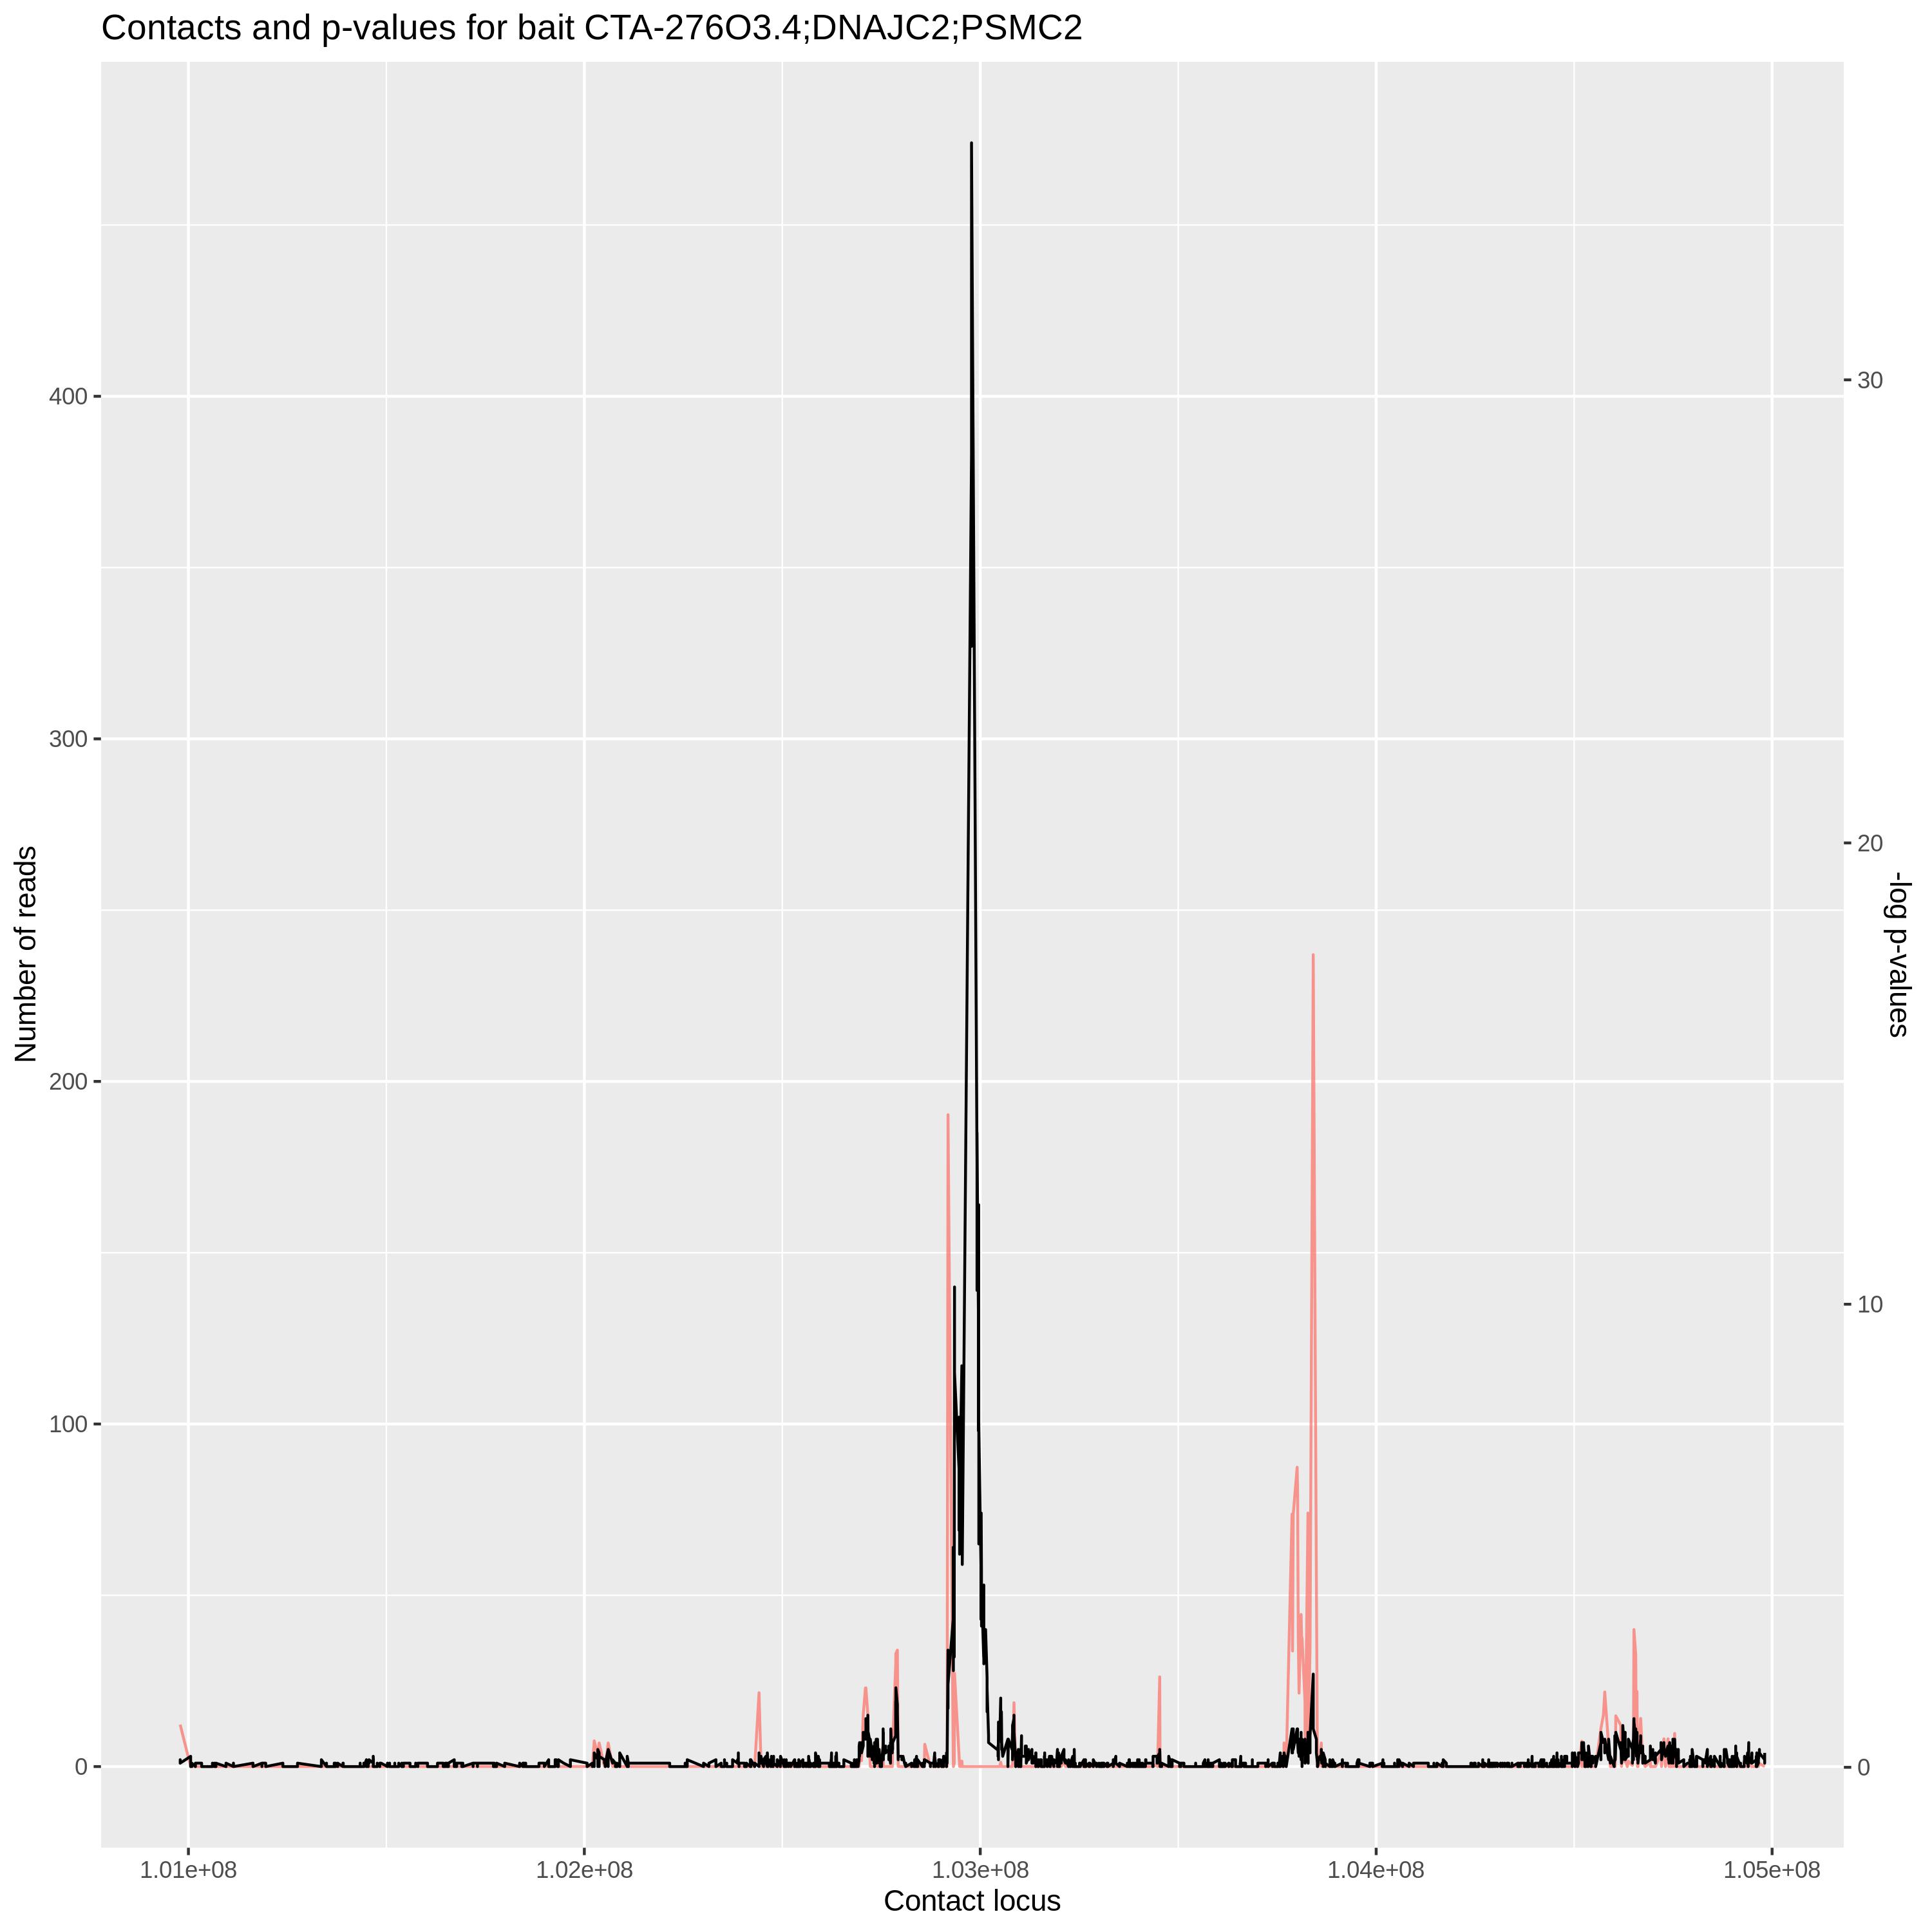 Contacts and p-values for bait CTA-276O3.4;DNAJC2;PSMC2
Number of reads
400
300
200
100
0
30
20
10
0
-log p-values
1.01e+08 1.02e+08 1.03e+08 1.04e+08 1.05e+08
Contact locus